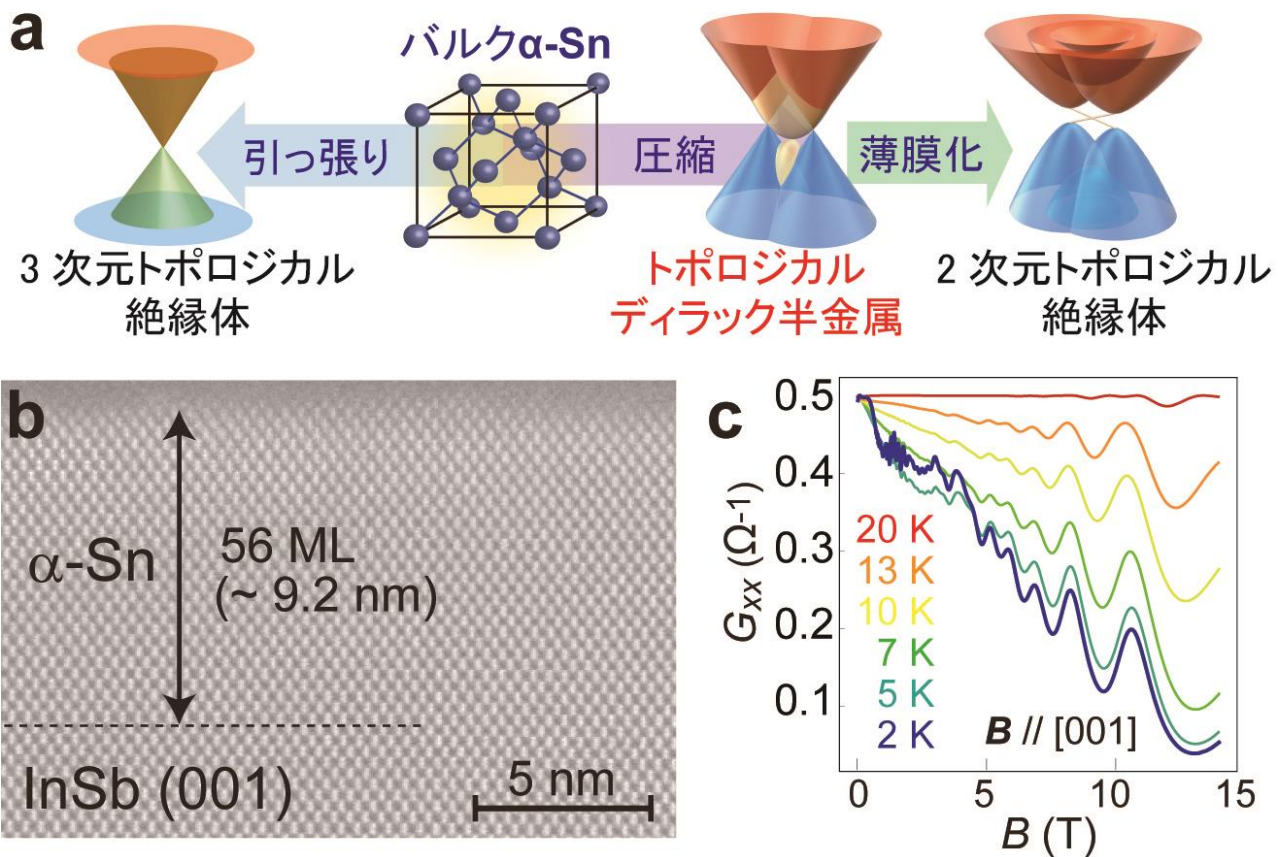 a
バルクα-Sn
引っ張り
圧縮
薄膜化
3 次元トポロジカル
絶縁体
トポロジカル
ディラック半金属
2 次元トポロジカル
絶縁体
b
α-Sn
56 ML
(~ 9.2 nm)
InSb (001)
5 nm
c
0.5
0.4
0.3
0.2
0.1
Gxx (Ω-1)
20 K
13 K
10 K
7 K
5 K
2 K
B // [001]
0
5
10
15
B (T)